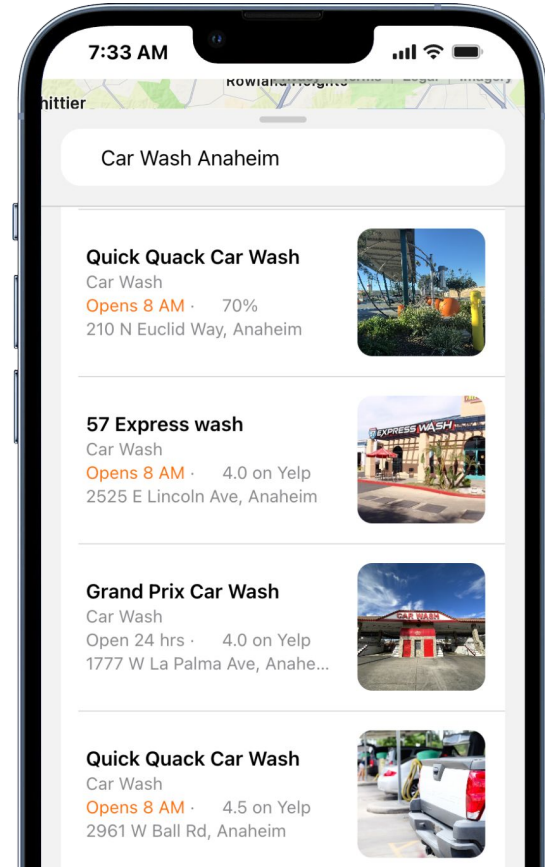 7:33 AM
Rowland Heights
hittier
Car Wash Anaheim
Quick Quack Car Wash
Car Wash
Opens 8 AM · 70%
210 N Euclid Way, Anaheim
57 Express wash
Car Wash
Opens 8 AM · 4.0 on Yelp
2525 E Lincoln Ave, Anaheim
EXPRESS WASH
Grand Prix Car Wash
Car Wash
Open 24 hrs · 4.0 on Yelp
1777 W La Palma Ave, Anahe...
CAR WASH
Quick Quack Car Wash
Car Wash
Opens 8 AM · 4.5 on Yelp
2961 W Ball Rd, Anaheim